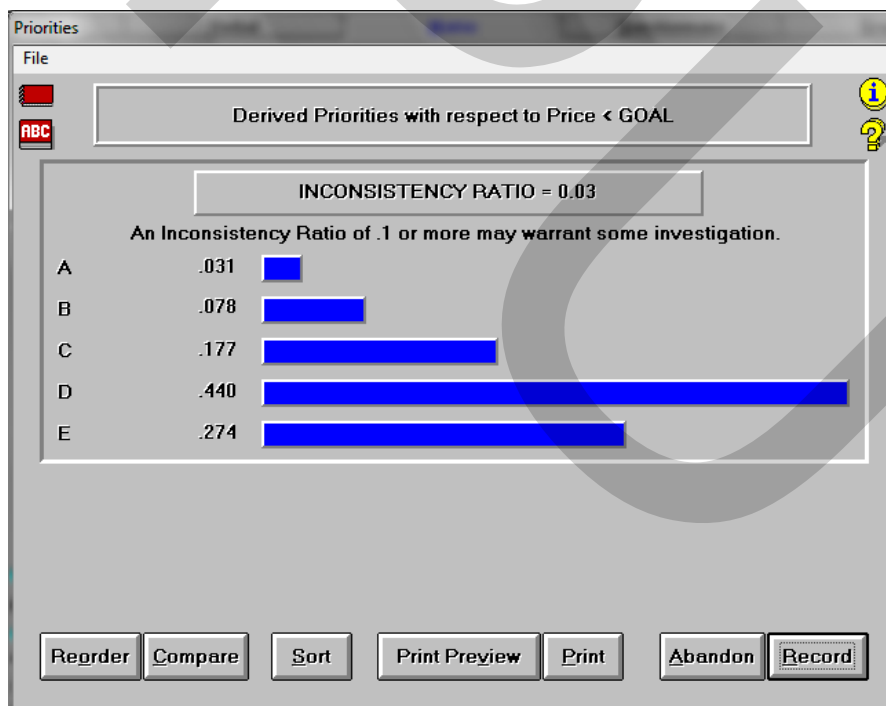 Priorities
File
ABC
Derived Priorities with respect to Price < GOAL
INCONSISTENCY RATIO = 0.03
An Inconsistency Ratio of .1 or more may warrant some investigation.
A .031
B .078
C .177
D .440
E .274
Reorder Compare Sort Print Preview Print Abandon Record